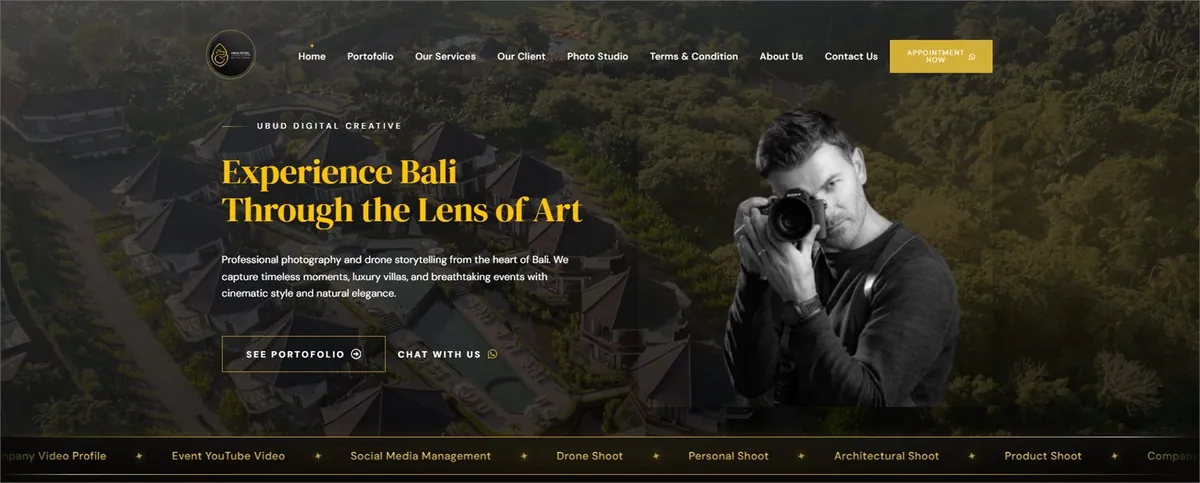 Home Portofolio Our Services Our Client Photo Studio Terms & Condition About Us Contact Us
APPOINTMENT
NOW
UBUD DIGITAL CREATIVE
Experience Bali
Through the Lens of Art
Professional photography and drone storytelling from the heart of Bali. We
capture timeless moments, luxury villas, and breathtaking events with
cinematic style and natural elegance.
SEE PORTOFOLIO CHAT WITH US
SONY
mpany Video Profile Event YouTube Video Social Media Management Drone Shoot Personal Shoot Architectural Shoot Product Shoot Compan